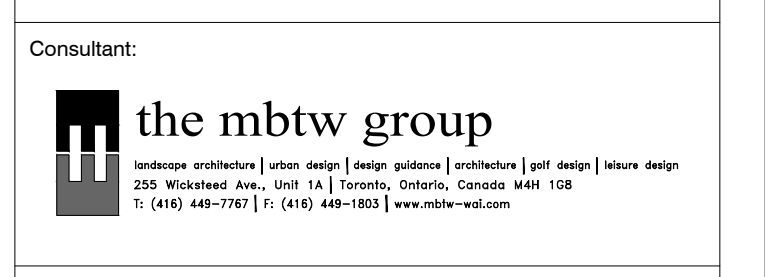 Consultant:
the mbtw group
landscape architecture | urban design | design guidance | architecture | golf design | leisure design
255 Wicksteed Ave., Unit 1A | Toronto, Ontario, Canada M4H 1G8
T: (416) 449-7767 | F: (416) 449-1803 | www.mbtw-wai.com